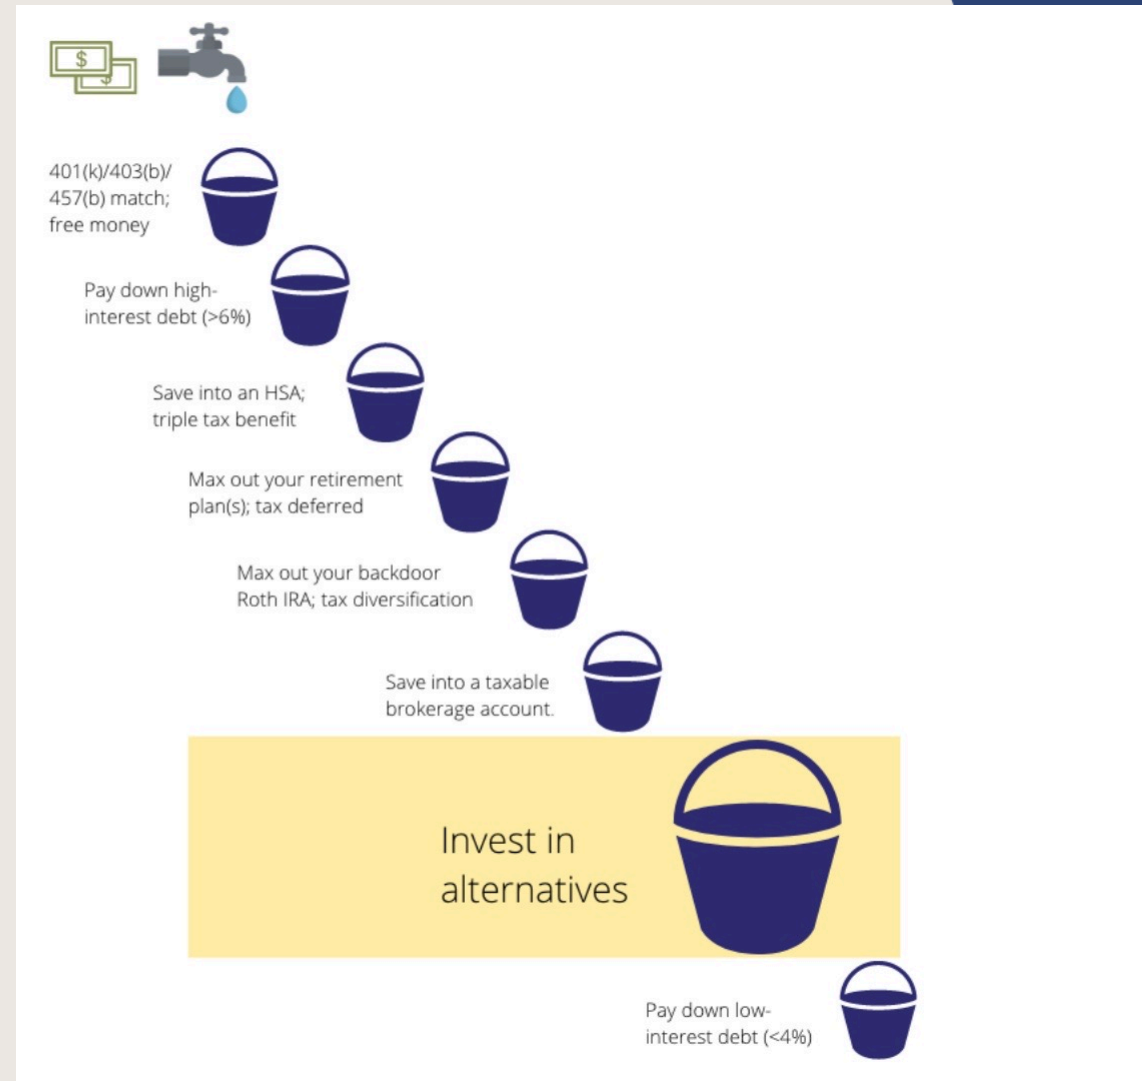 $
$
401(k)/403(b)/
457(b) match;
free money
Pay down high-
interest debt (>6%)
Save into an HSA;
triple tax benefit
Max out your retirement
plan(s); tax deferred
Max out your backdoor
Roth IRA; tax diversification
Save into a taxable
brokerage account.
Invest in
alternatives
Pay down low-
interest debt (<4%)